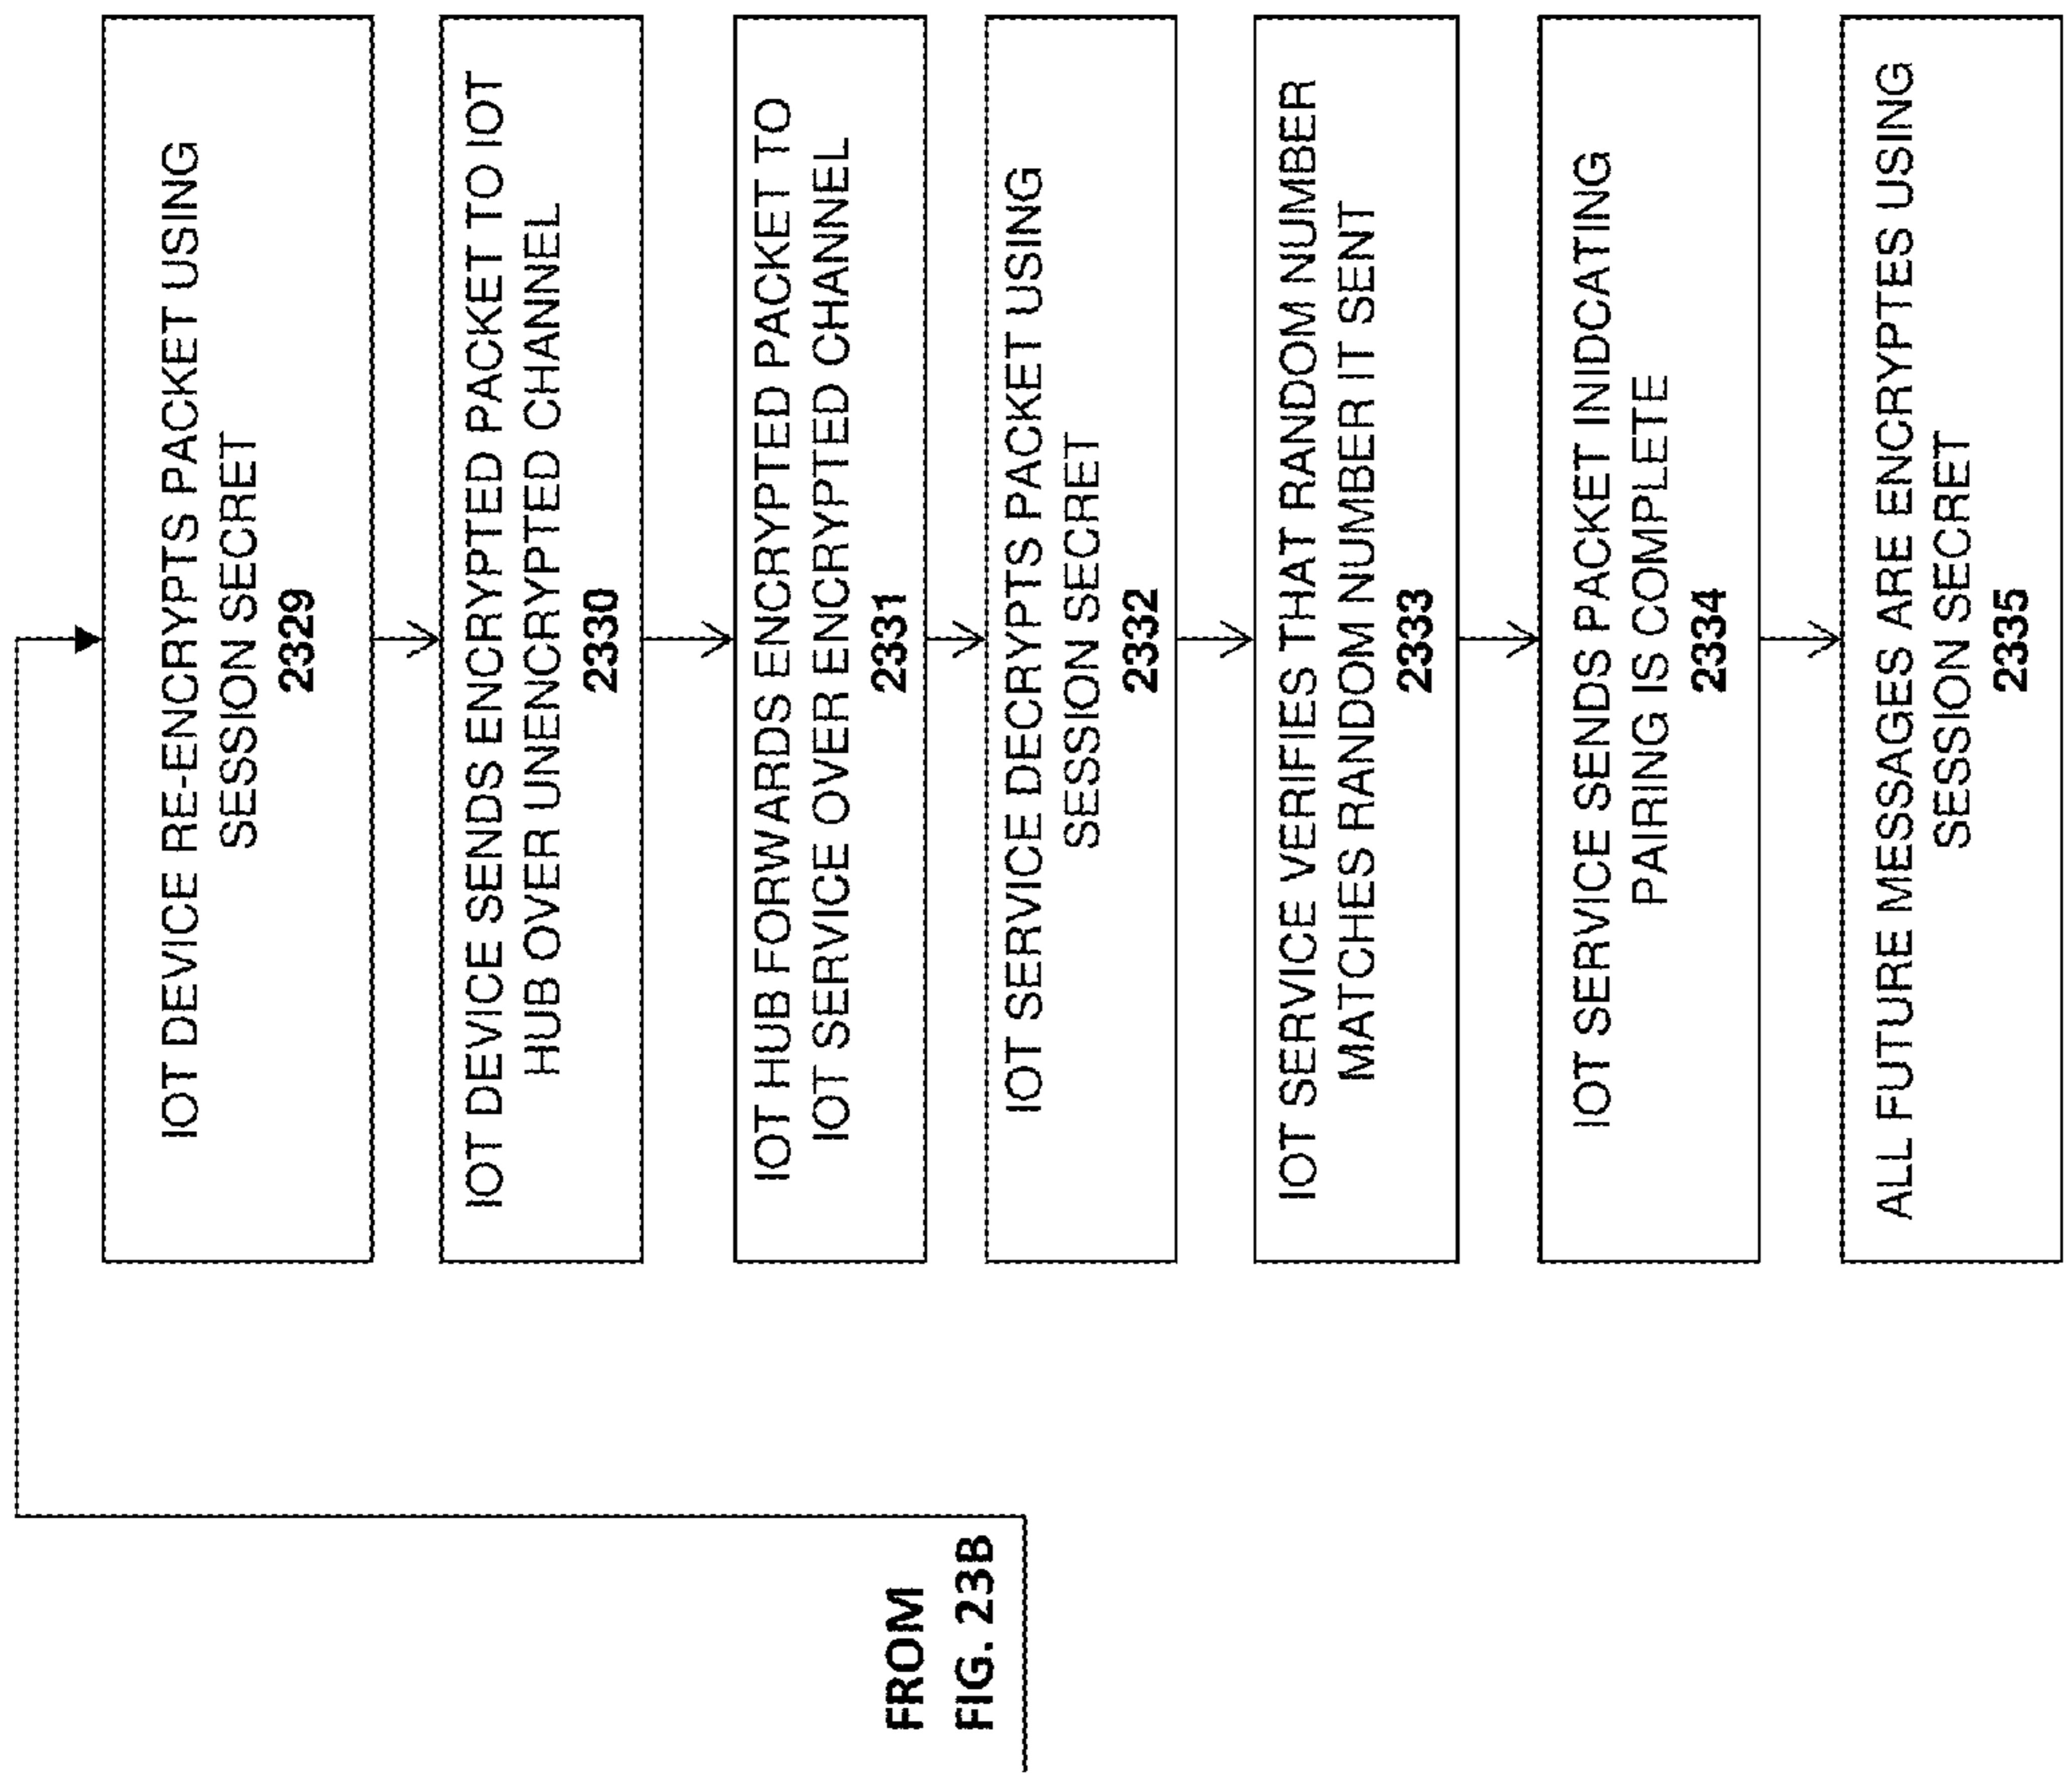 FROM
FIG. 23B
IOT DEVICE RE-ENCRYPTS PACKET USING
SESSION SECRET
2329
IOT DEVICE SENDS ENCRYPTED PACKET TO IOT
HUB OVER UNENCRYPTED CHANNEL
2330
IOT HUB FORWARDS ENCRYPTED PACKET TO
IOT SERVICE OVER ENCRYPTED CHANNEL
2331
IOT SERVICE DECRYPTS PACKET USING
SESSION SECRET
2332
IOT SERVICE VERIFIES THAT RANDOM NUMBER
MATCHES RANDOM NUMBER IT SENT
2333
IOT SERVICE SENDS PACKET INIDCATING
PAIRING IS COMPLETE
2334
ALL FUTURE MESSAGES ARE ENCRYPTES USING
SESSION SECRET
2335